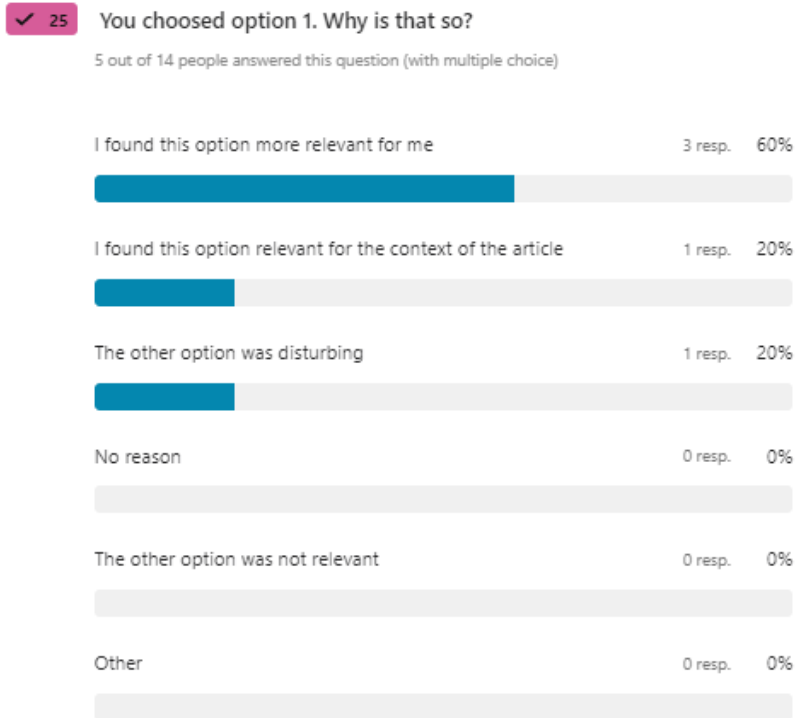 25 You choosed option 1. Why is that so?
5 out of 14 people answered this question (with multiple choice)
I found this option more relevant for me 3 resp. 60%
I found this option relevant for the context of the article 1 resp. 20%
The other option was disturbing 1 resp. 20%
No reason 0 resp. 0%
The other option was not relevant 0 resp. 0%
Other 0 resp. 0%